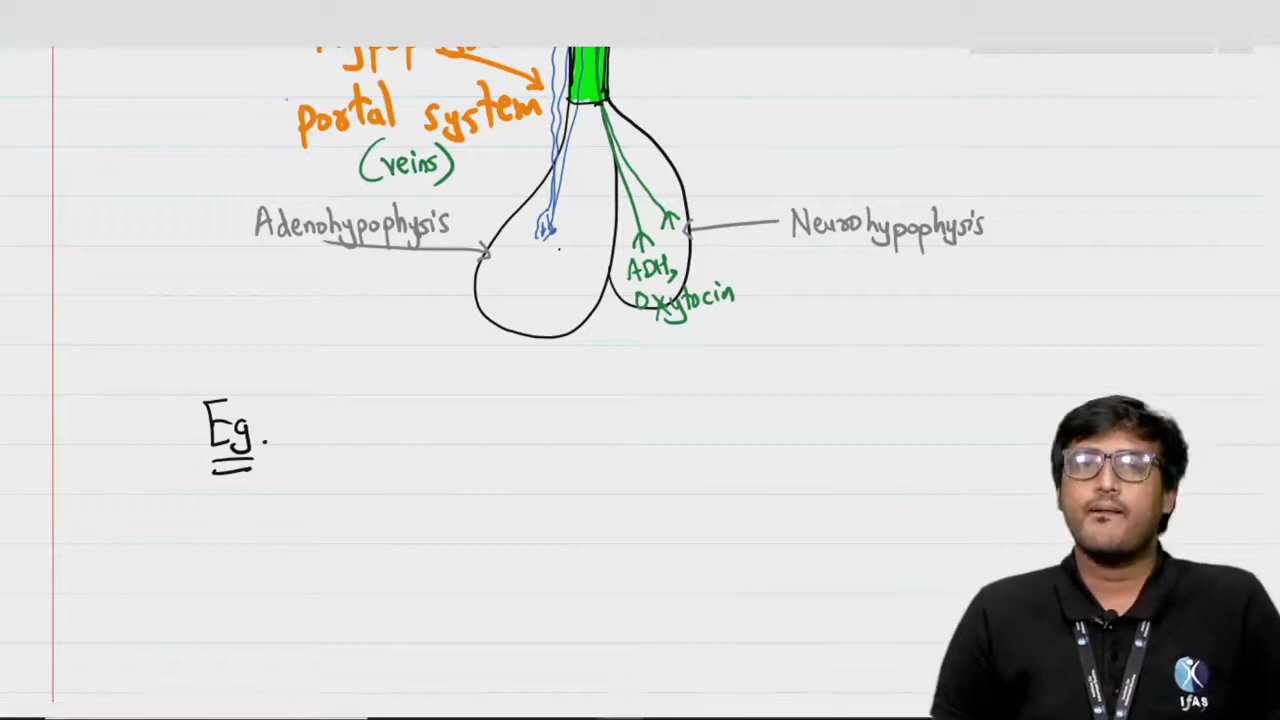 portal system
(veins)
Adenohypophysis
Neurohypophysis
ADH,
Oxytocin
Eg.
IFAS